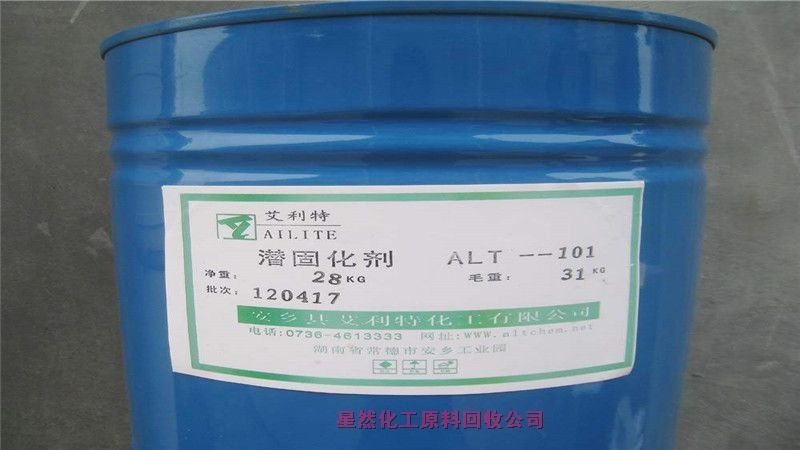 艾利特
AILITE
潜固化剂 ALT --101
净重: 28KG 毛重: 31KG
批次: 120417
安乡县艾利特化工有限公司
电话:0736-4613333 网址:WWW.altchem.net
湖南省常德市安乡工业园
星然化工原料回收公司